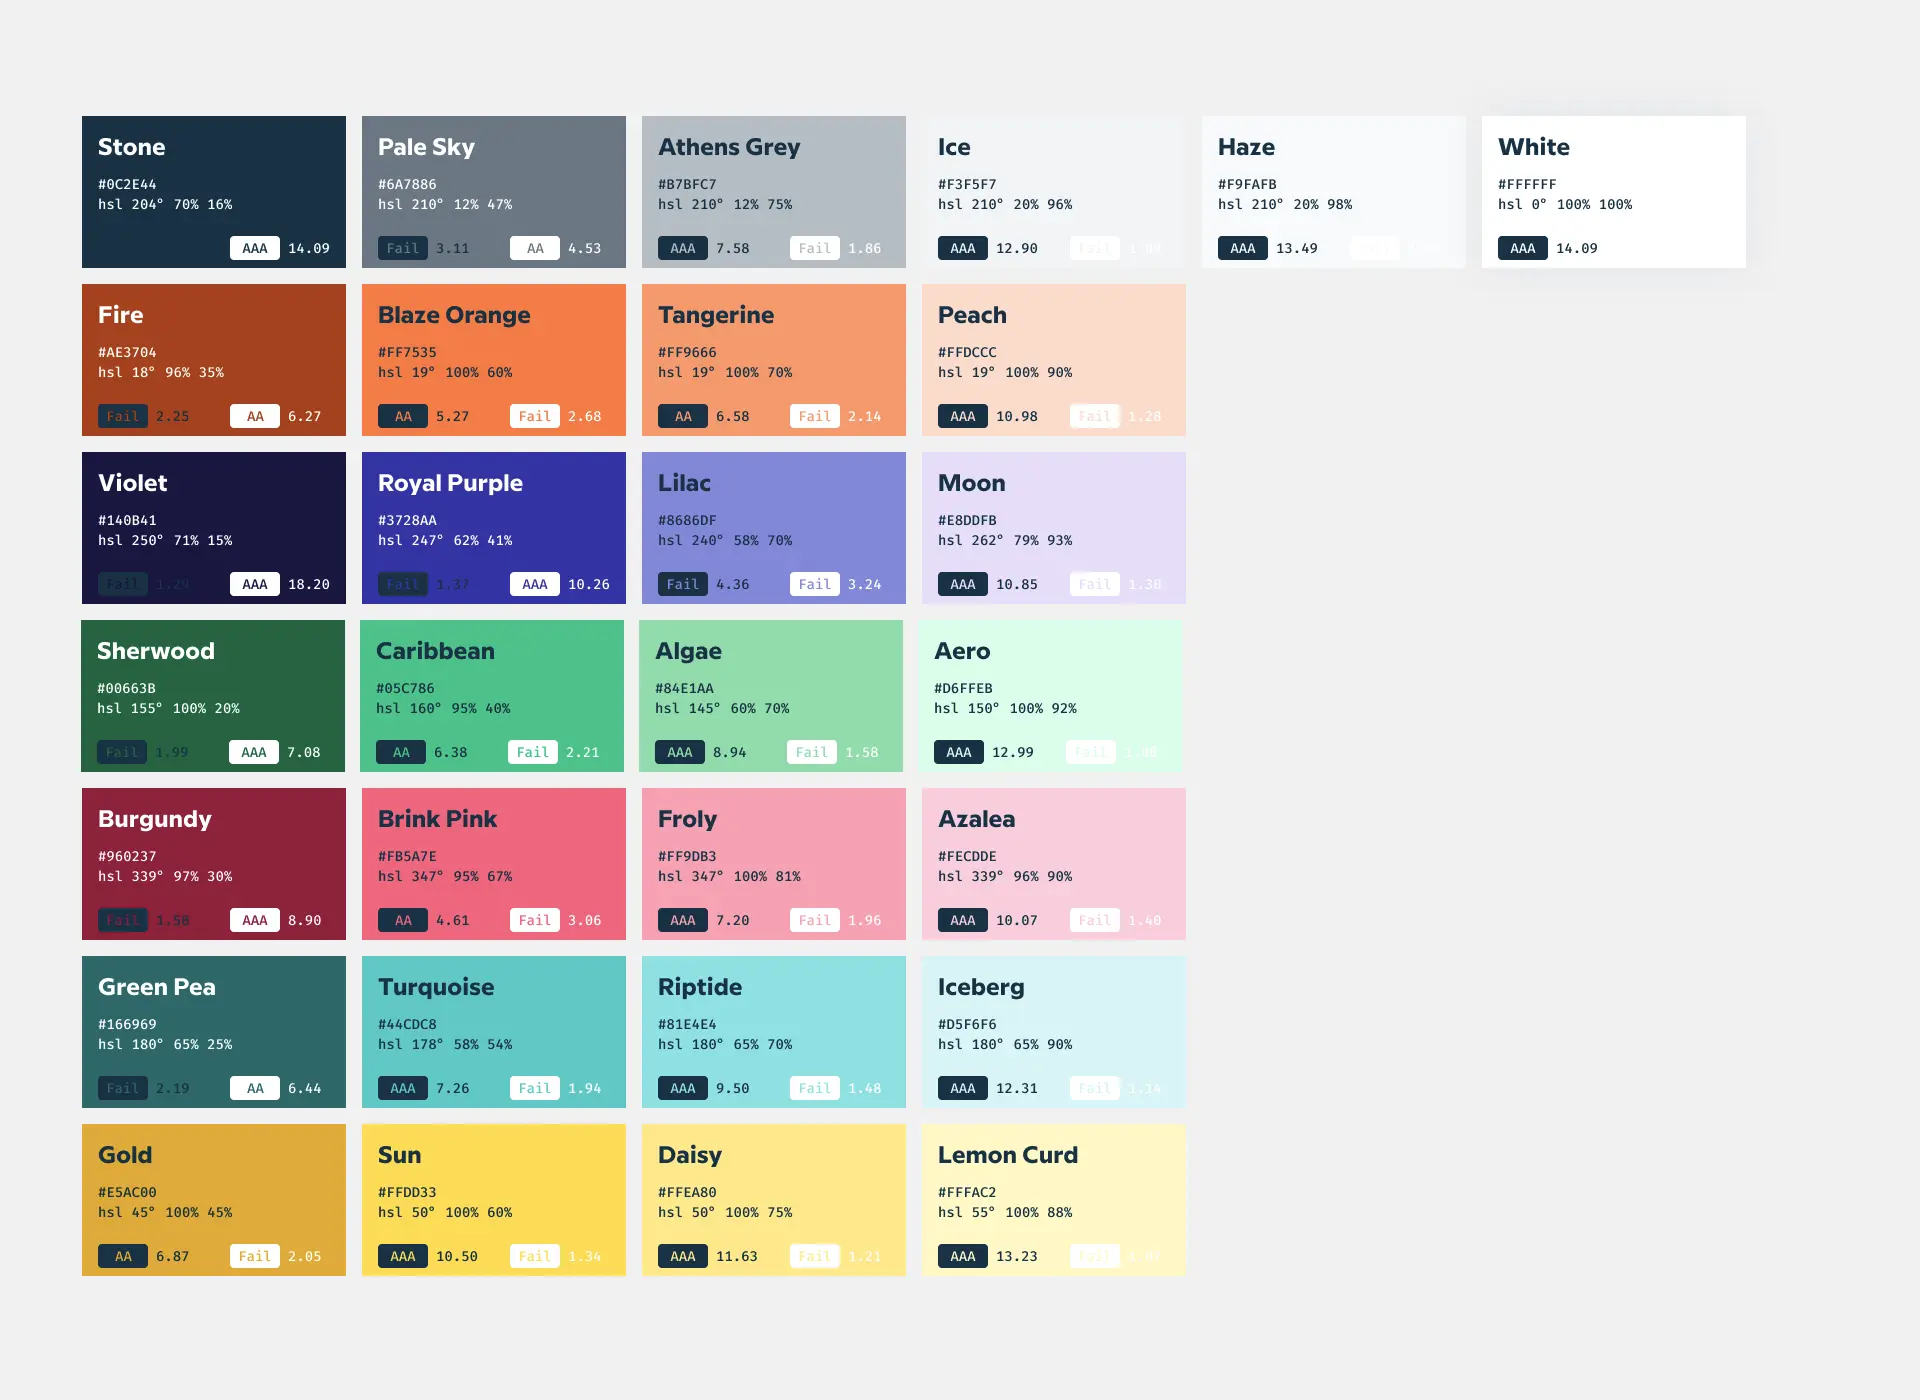 Stone
#0C2E44
hsl 204° 70% 16%
AAA 14.09
Pale Sky
#6A7886
hsl 210° 12% 47%
Fail 3.11 AA 4.53
Athens Grey
#B7BFC7
hsl 210° 12% 75%
AAA 7.58 Fail 1.86
Ice
#F3F5F7
hsl 210° 20% 96%
AAA 12.90 Fail
Haze
#F9FAFB
hsl 210° 20% 98%
AAA 13.49
White
#FFFFFF
hsl 0° 100% 100%
AAA 14.09
Fire
#AE3704
hsl 18° 96% 35%
Fail 2.25 AA 6.27
Blaze Orange
#FF7535
hsl 19° 100% 60%
AA 5.27 Fail 2.68
Tangerine
#FF9666
hsl 19° 100% 70%
AA 6.58 Fail 2.14
Peach
#FFDCCC
hsl 19° 100% 90%
AAA 10.98 Fail 1.28
Violet
#140B41
hsl 250° 71% 15%
Fail 1.29 AAA 18.20
Royal Purple
#3728AA
hsl 247° 62% 41%
Fail 1.37 AAA 10.26
Lilac
#8686DF
hsl 240° 58% 70%
Fail 4.36 Fail 3.24
Moon
#E8DDFB
hsl 262° 79% 93%
AAA 10.85 Fail 1.30
Sherwood
#00663B
hsl 155° 100% 20%
Fail 1.99 AAA 7.08
Caribbean
#05C786
hsl 160° 95% 40%
AA 6.38 Fail 2.21
Algae
#84E1AA
hsl 145° 60% 70%
AAA 8.94 Fail 1.58
Aero
#D6FFEB
hsl 150° 100% 92%
AAA 12.99 Fail
Burgundy
#960237
hsl 339° 97% 30%
Fail 1.58 AAA 8.90
Brink Pink
#FB5A7E
hsl 347° 95% 67%
AA 4.61 Fail 3.06
Froly
#FF9DB3
hsl 347° 100% 81%
AAA 7.20 Fail 1.96
Azalea
#FECDDE
hsl 339° 96% 90%
AAA 10.07 Fail 1.40
Green Pea
#166969
hsl 180° 65% 25%
Fail 2.19 AA 6.44
Turquoise
#44CDC8
hsl 178° 58% 54%
AAA 7.26 Fail 1.94
Riptide
#81E4E4
hsl 180° 65% 70%
AAA 9.50 Fail 1.48
Iceberg
#D5F6F6
hsl 180° 65% 90%
AAA 12.31 Fail 1.14
Gold
#E5AC00
hsl 45° 100% 45%
AA 6.87 Fail 2.05
Sun
#FFDD33
hsl 50° 100% 60%
AAA 10.50 Fail 1.34
Daisy
#FFEA80
hsl 50° 100% 75%
AAA 11.63 Fail 1.21
Lemon Curd
#FFFAC2
hsl 55° 100% 88%
AAA 13.23 Fail